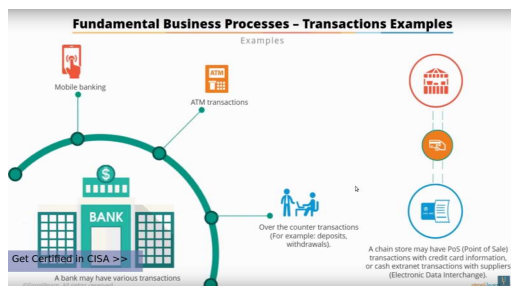 Fundamental Business Processes – Transactions Examples
Examples
Mobile banking
ATM
ATM transactions
$
BANK
Over the counter transactions
(For example: deposits,
withdrawals).
Get Certified in CISA >>
A bank may have various transactions
A chain store may have PoS (Point of Sale)
transactions with credit card information,
or cash extranet transactions with suppliers
(Electronic Data Interchange).